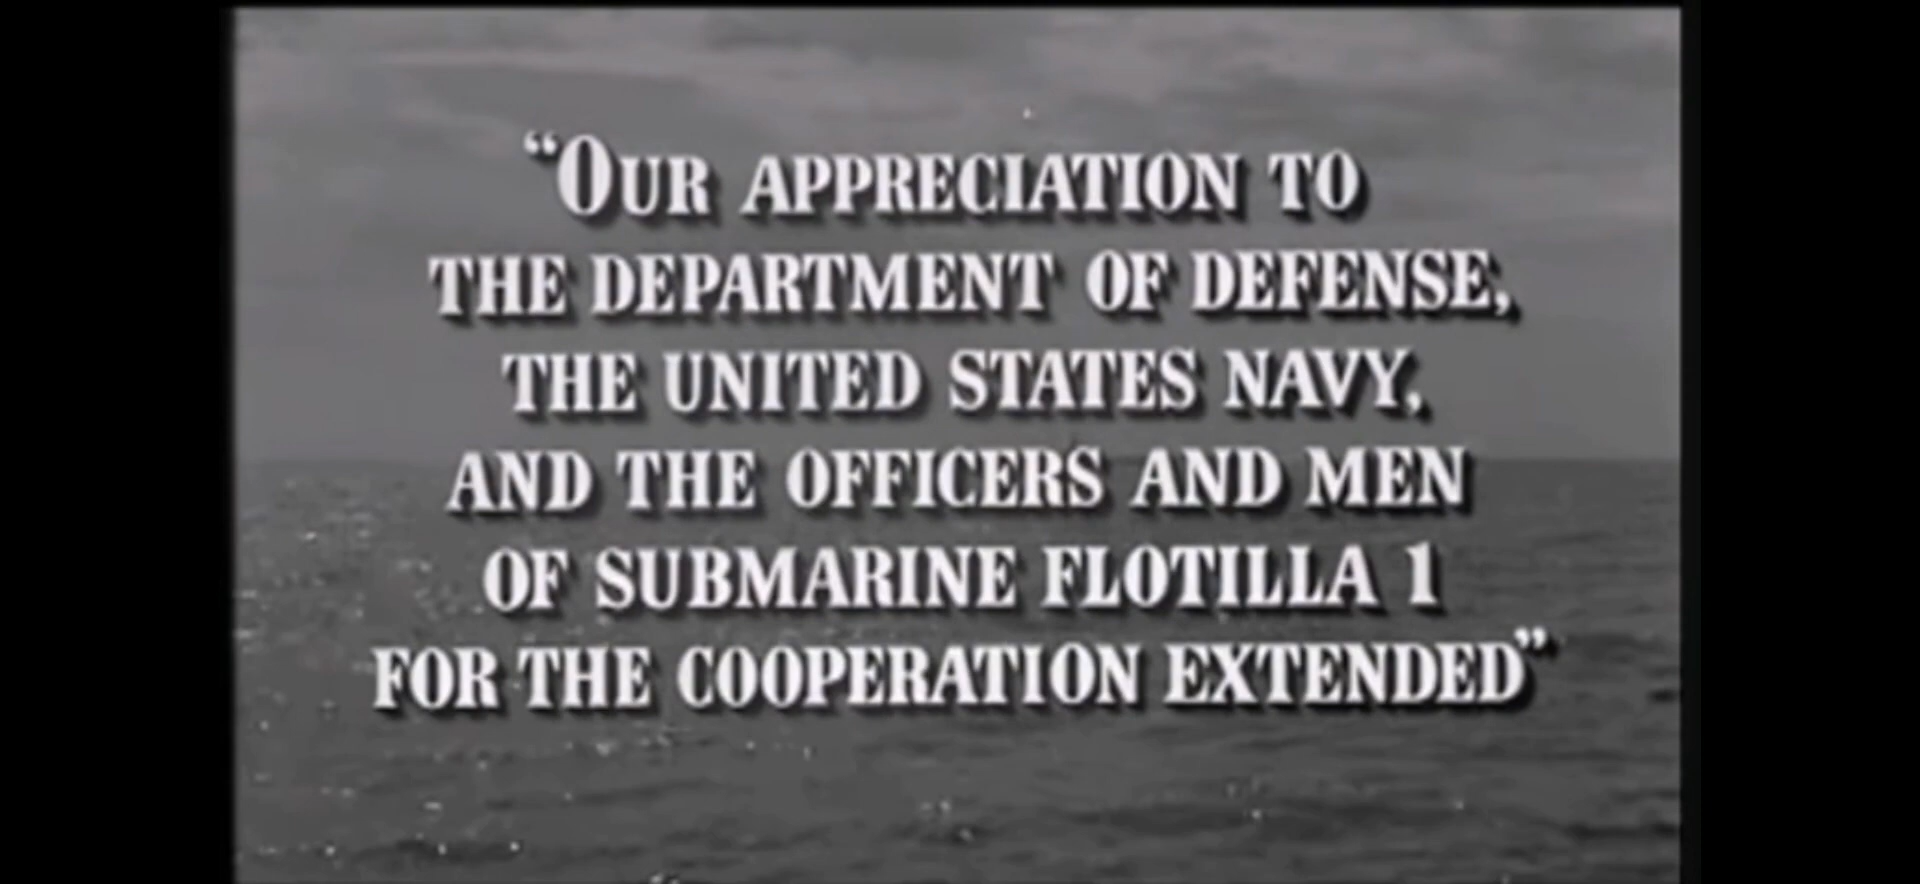 “Our appreciation to
the Department of Defense,
the United States Navy,
and the officers and men
of Submarine Flotilla 1
for the cooperation extended”